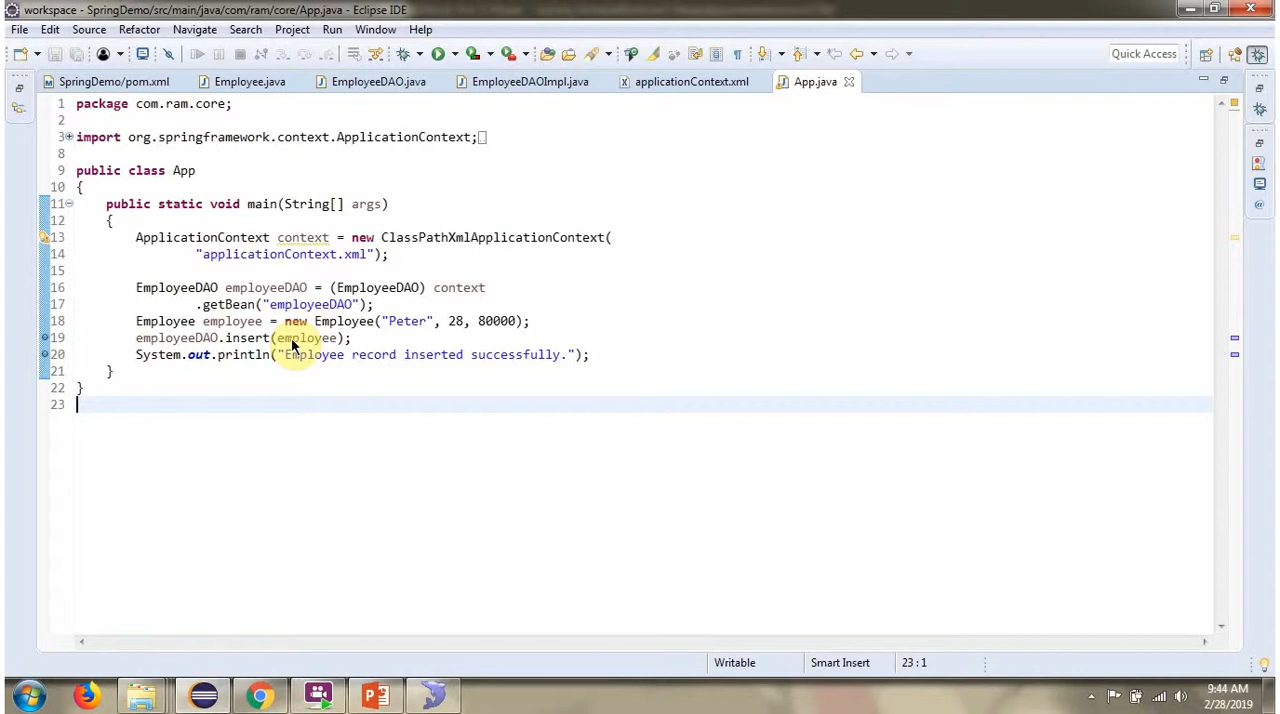 workspace - SpringDemo/src/main/java/com/ram/core/App.java - Eclipse IDE
File Edit Source Refactor Navigate Search Project Run Window Help
Quick Access
SpringDemo/pom.xml Employee.java EmployeeDAO.java EmployeeDAOImpl.java applicationContext.xml App.java
1 package com.ram.core;
2
3 import org.springframework.context.ApplicationContext;
8
9 public class App
10 {
11 public static void main(String[] args)
12 {
13 ApplicationContext context = new ClassPathXmlApplicationContext(
14 "applicationContext.xml");
15
16 EmployeeDAO employeeDAO = (EmployeeDAO) context
17 .getBean("employeeDAO");
18 Employee employee = new Employee("Peter", 28, 80000);
19 employeeDAO.insert(employee);
20 System.out.println("Employee record inserted successfully.");
21 }
22 }
23
Writable Smart Insert 23 : 1
9:44 AM
2/28/2019